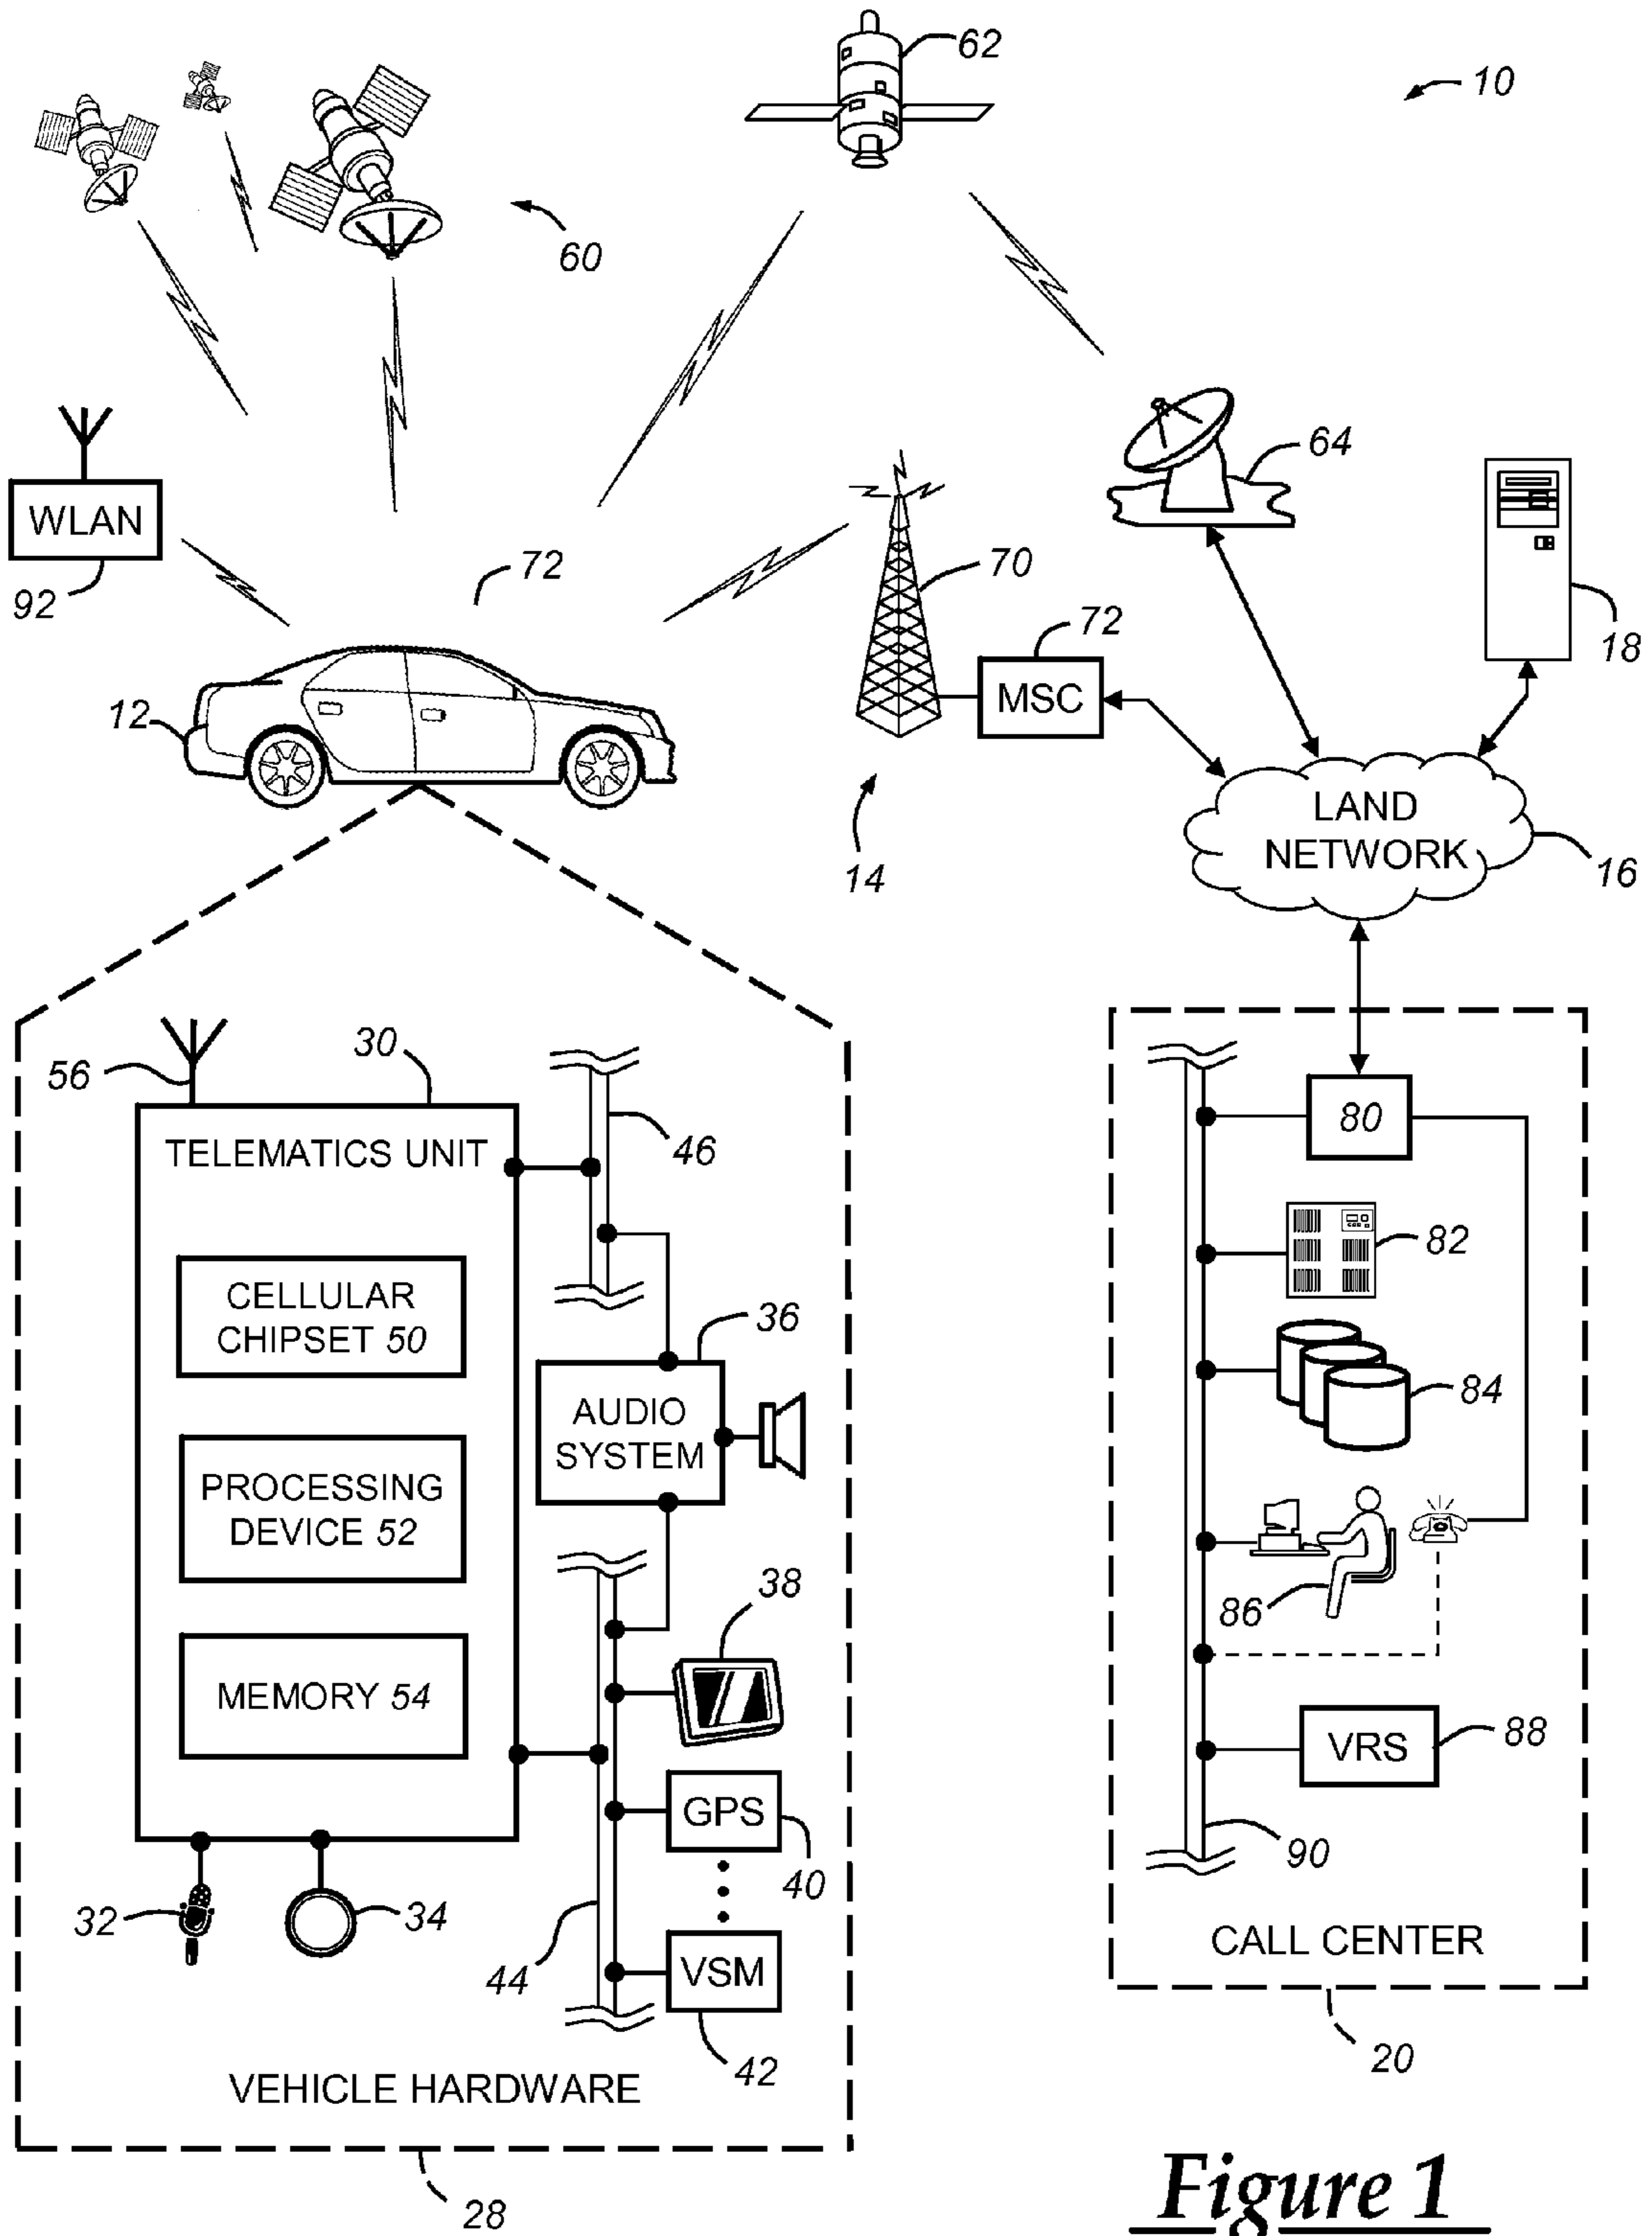 62
10
60
64
WLAN
92
72
70
72
MSC
18
12
14
LAND
NETWORK
16
56
30
TELEMATICS UNIT
46
CELLULAR
CHIPSET 50
36
AUDIO
SYSTEM
PROCESSING
DEVICE 52
38
MEMORY 54
GPS
40
32
34
44
VSM
42
VEHICLE HARDWARE
28
80
82
84
86
VRS
88
90
CALL CENTER
20
Figure 1